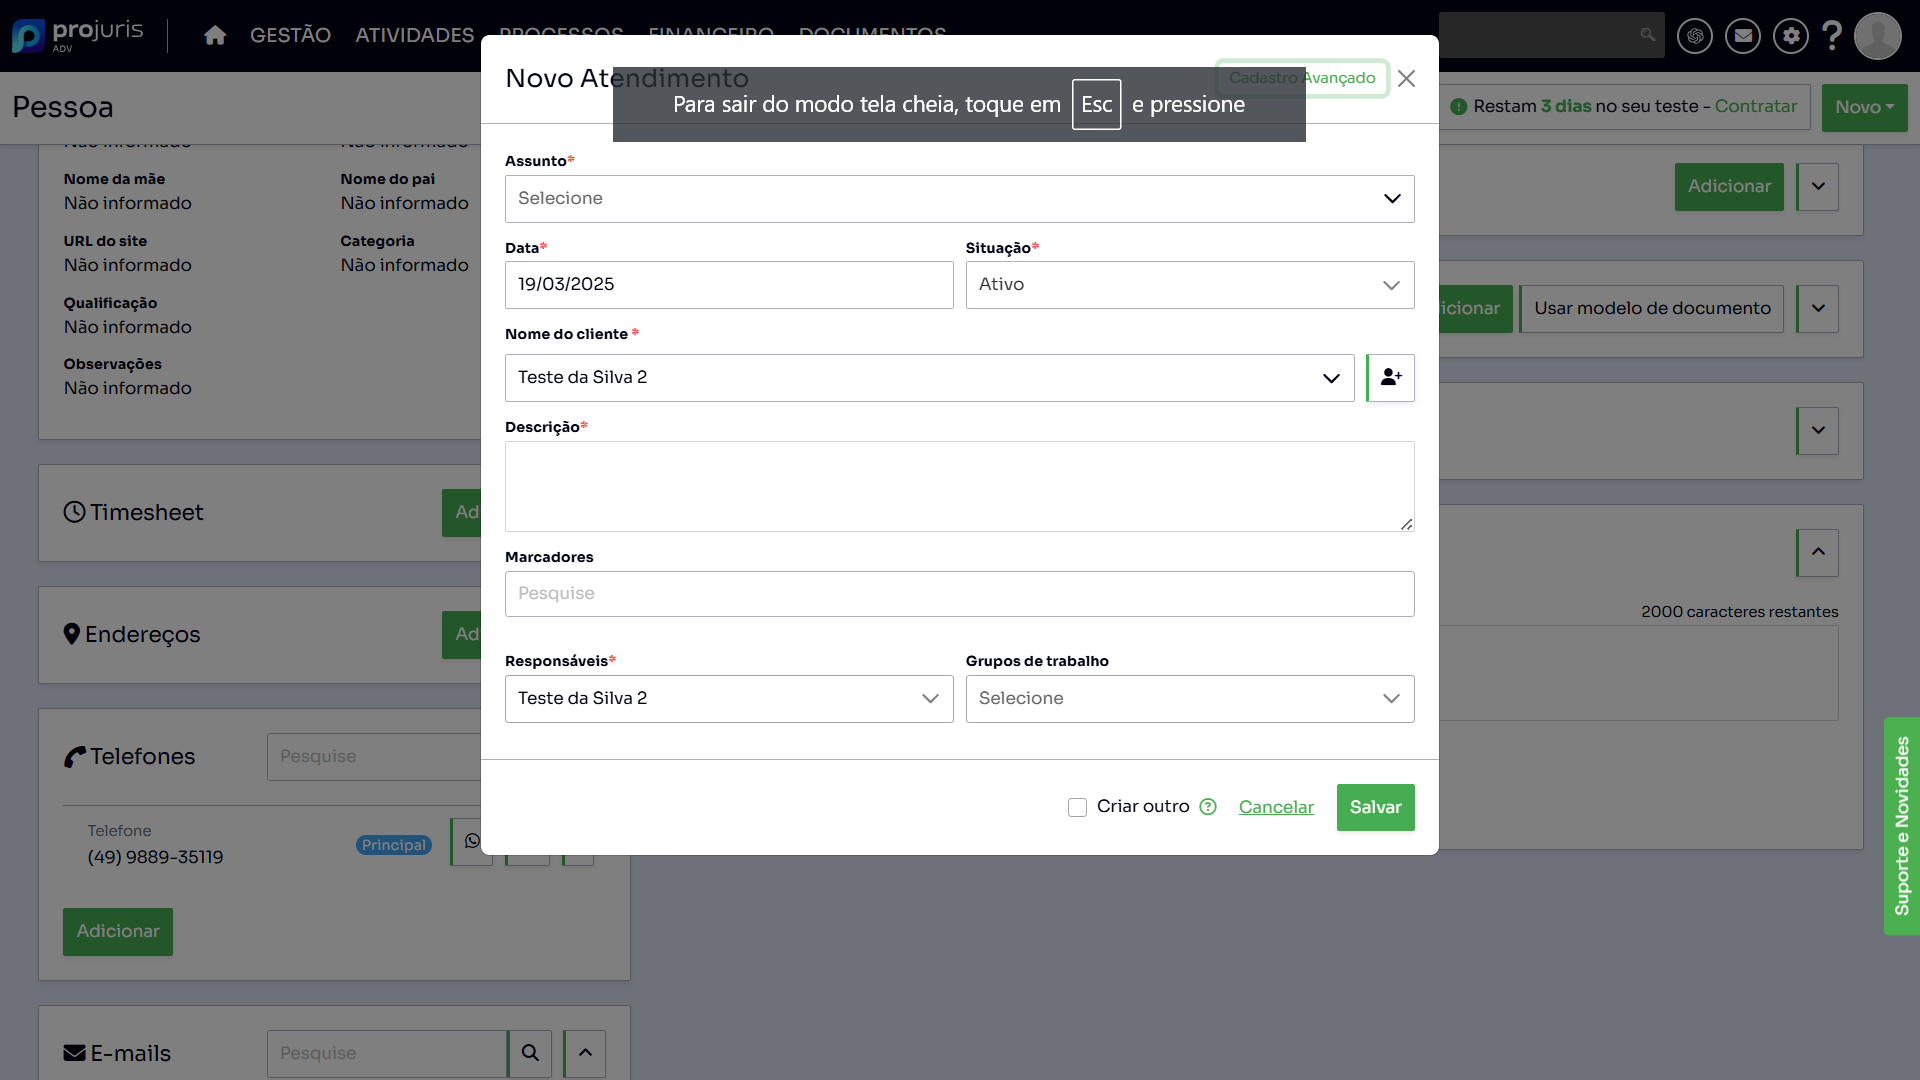 projuris
ADV
GESTÃO
ATIVIDADES
PROCESSOS
FINANCEIRO
DOCUMENTOS
Pessoa
Restam 3 dias no seu teste - Contratar
Novo
Novo Atendimento
Cadastro Avançado
Para sair do modo tela cheia, toque em Esc e pressione
Não informado
Não informado
Nome da mãe
Não informado
Nome do pai
Não informado
URL do site
Não informado
Categoria
Não informado
Qualificação
Não informado
Observações
Não informado
Timesheet
Endereços
Telefones
Pesquise
Telefone
(49) 9889-35119
Principal
Adicionar
E-mails
Pesquise
Assunto*
Selecione
Data*
19/03/2025
Situação*
Ativo
Nome do cliente *
Teste da Silva 2
Descrição*
Marcadores
Pesquise
Responsáveis*
Teste da Silva 2
Grupos de trabalho
Selecione
Criar outro
Cancelar
Salvar
Adicionar
Usar modelo de documento
2000 caracteres restantes
Suporte e Novidades